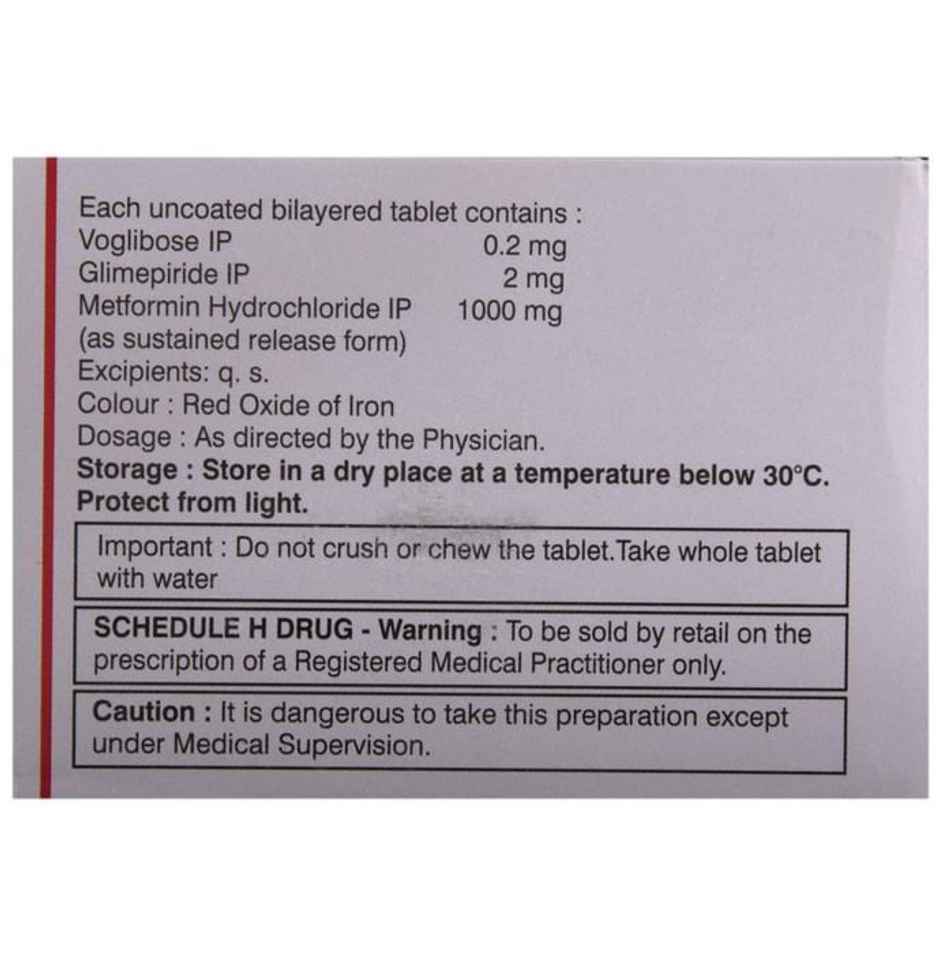 Each uncoated bilayered tablet contains :
Voglibose IP 0.2 mg
Glimepiride IP 2 mg
Metformin Hydrochloride IP 1000 mg
(as sustained release form)
Excipients: q. s.
Colour : Red Oxide of Iron
Dosage : As directed by the Physician.
Storage : Store in a dry place at a temperature below 30°C.
Protect from light.
Important : Do not crush or chew the tablet.Take whole tablet
with water
SCHEDULE H DRUG - Warning : To be sold by retail on the
prescription of a Registered Medical Practitioner only.
Caution : It is dangerous to take this preparation except
under Medical Supervision.